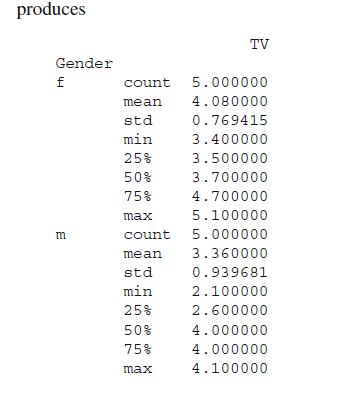 produces
TV
Gender
f count 5.000000
mean 4.080000
std 0.769415
min 3.400000
25% 3.500000
50% 3.700000
75% 4.700000
max 5.100000
m count 5.000000
mean 3.360000
std 0.939681
min 2.100000
25% 2.600000
50% 4.000000
75% 4.000000
max 4.100000